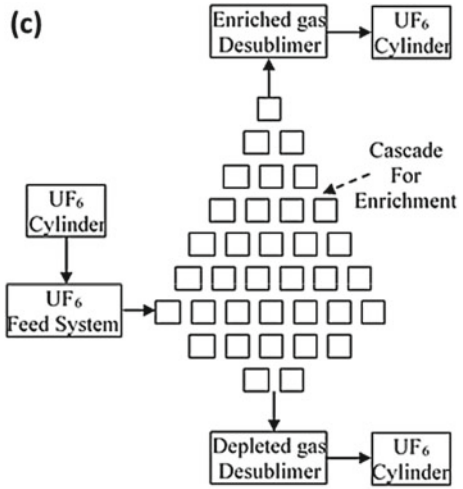 (c)
Enriched gas
Desublimer
UF₆
Cylinder
Cascade
For
Enrichment
UF₆
Cylinder
UF₆
Feed System
Depleted gas
Desublimer
UF₆
Cylinder